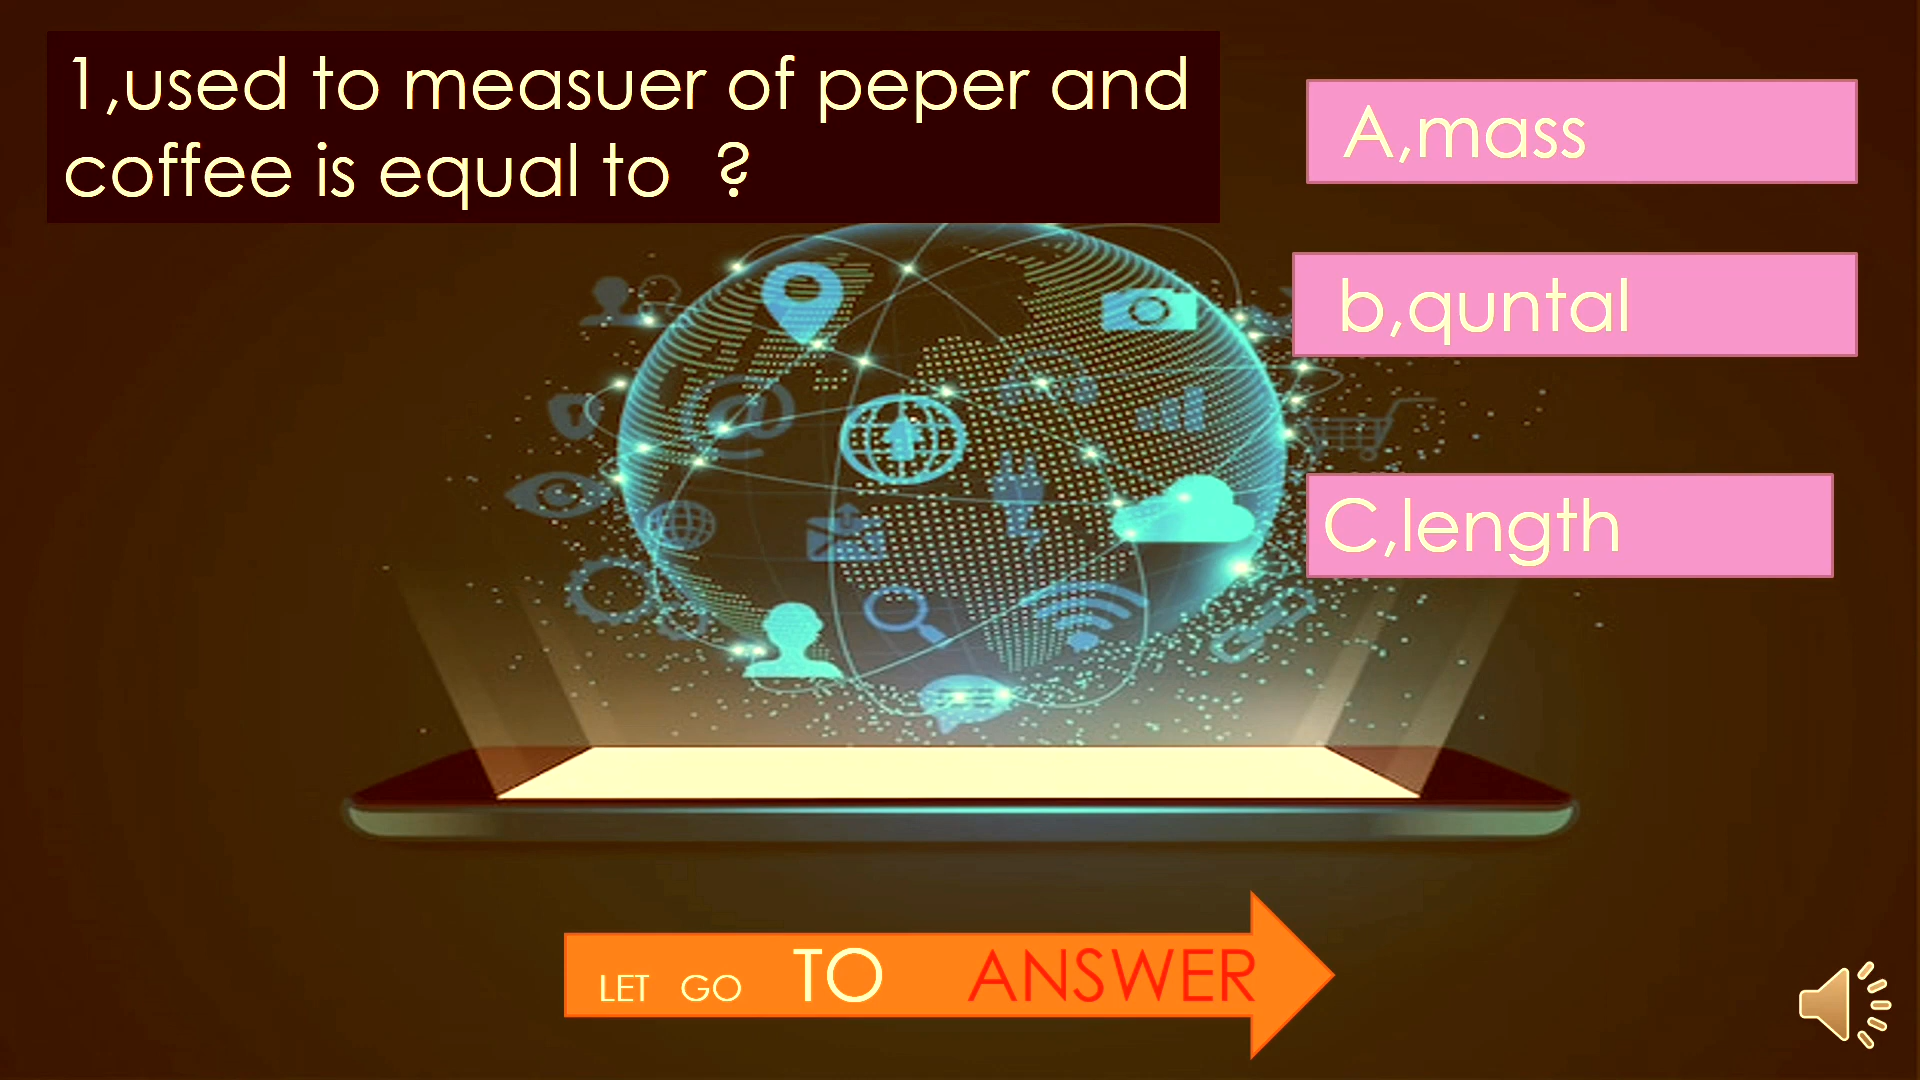 1,used to measuer of peper and
coffee is equal to ?
A,mass
b,quntal
C,length
LET GO TO ANSWER